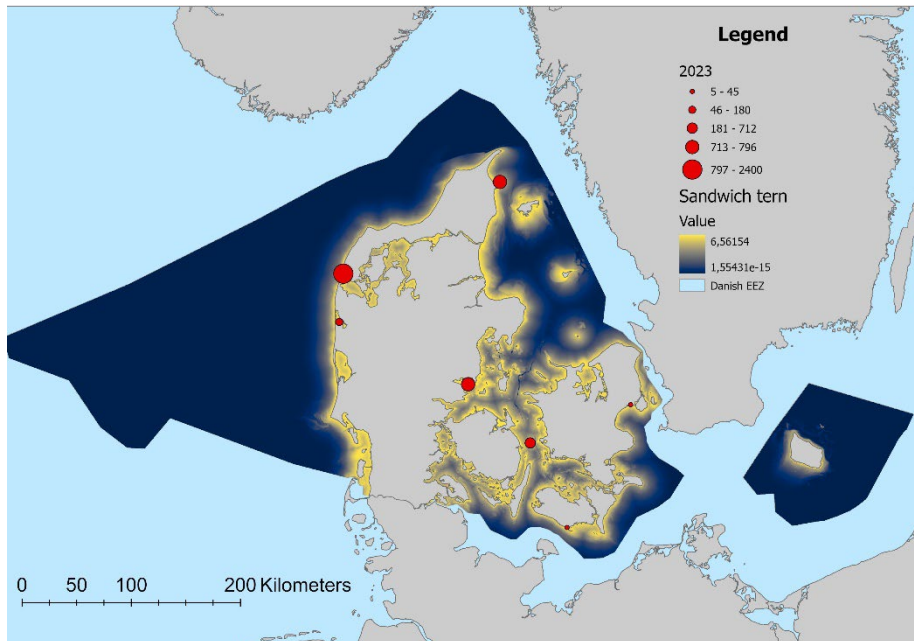 Legend
2023
5 - 45
46 - 180
181 - 712
713 - 796
797 - 2400
Sandwich tern
Value
6,56154
1,55431e-15
Danish EEZ
0 50 100 200 Kilometers